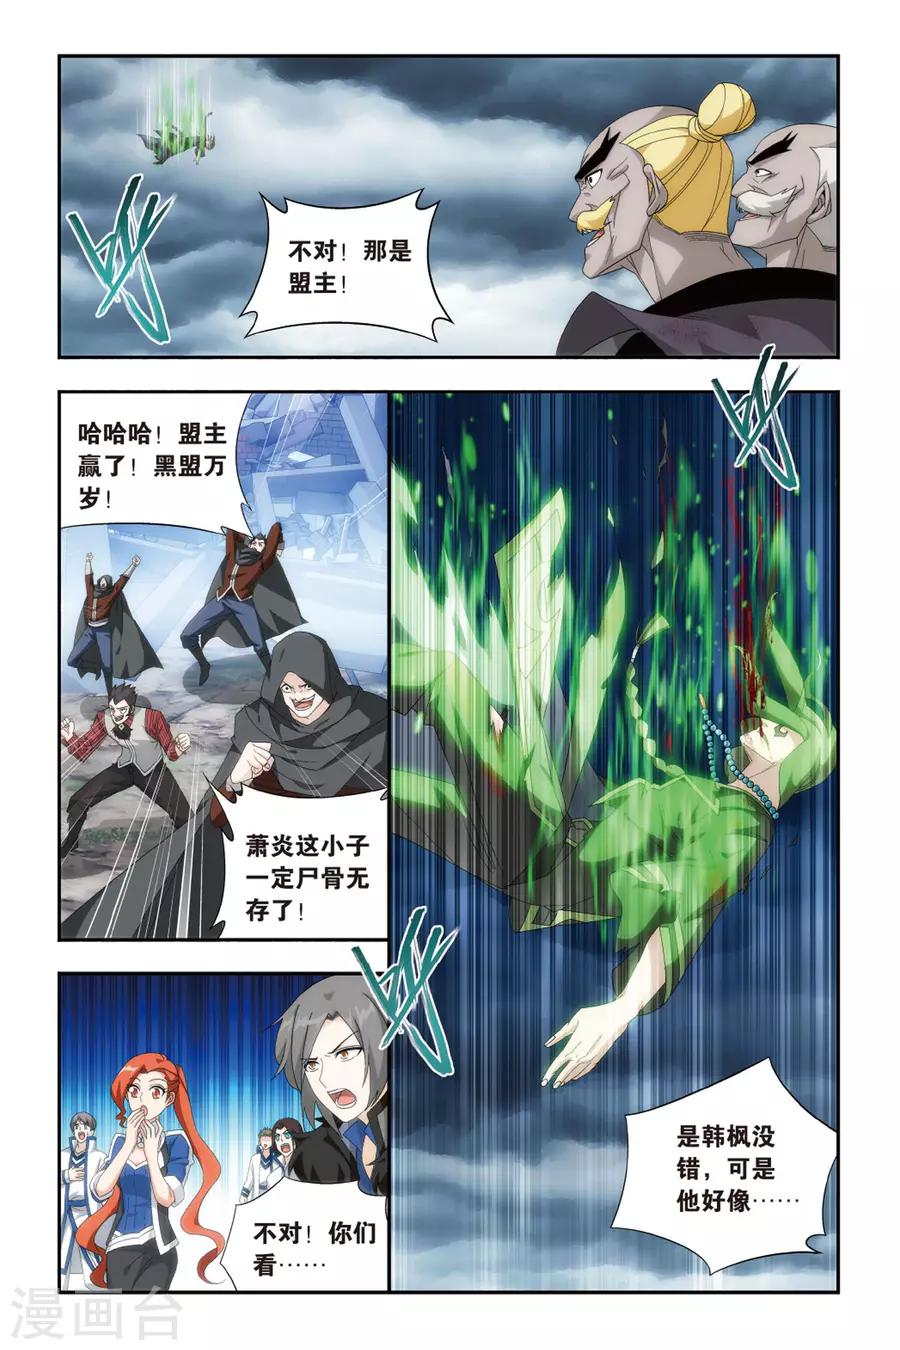 不对！那是
盟主！
哈哈哈！盟主
赢了！黑盟万
岁！
萧炎这小子
一定尸骨无
存了！
不对！你们
看……
是韩枫没
错，可是
他好像……
漫画台